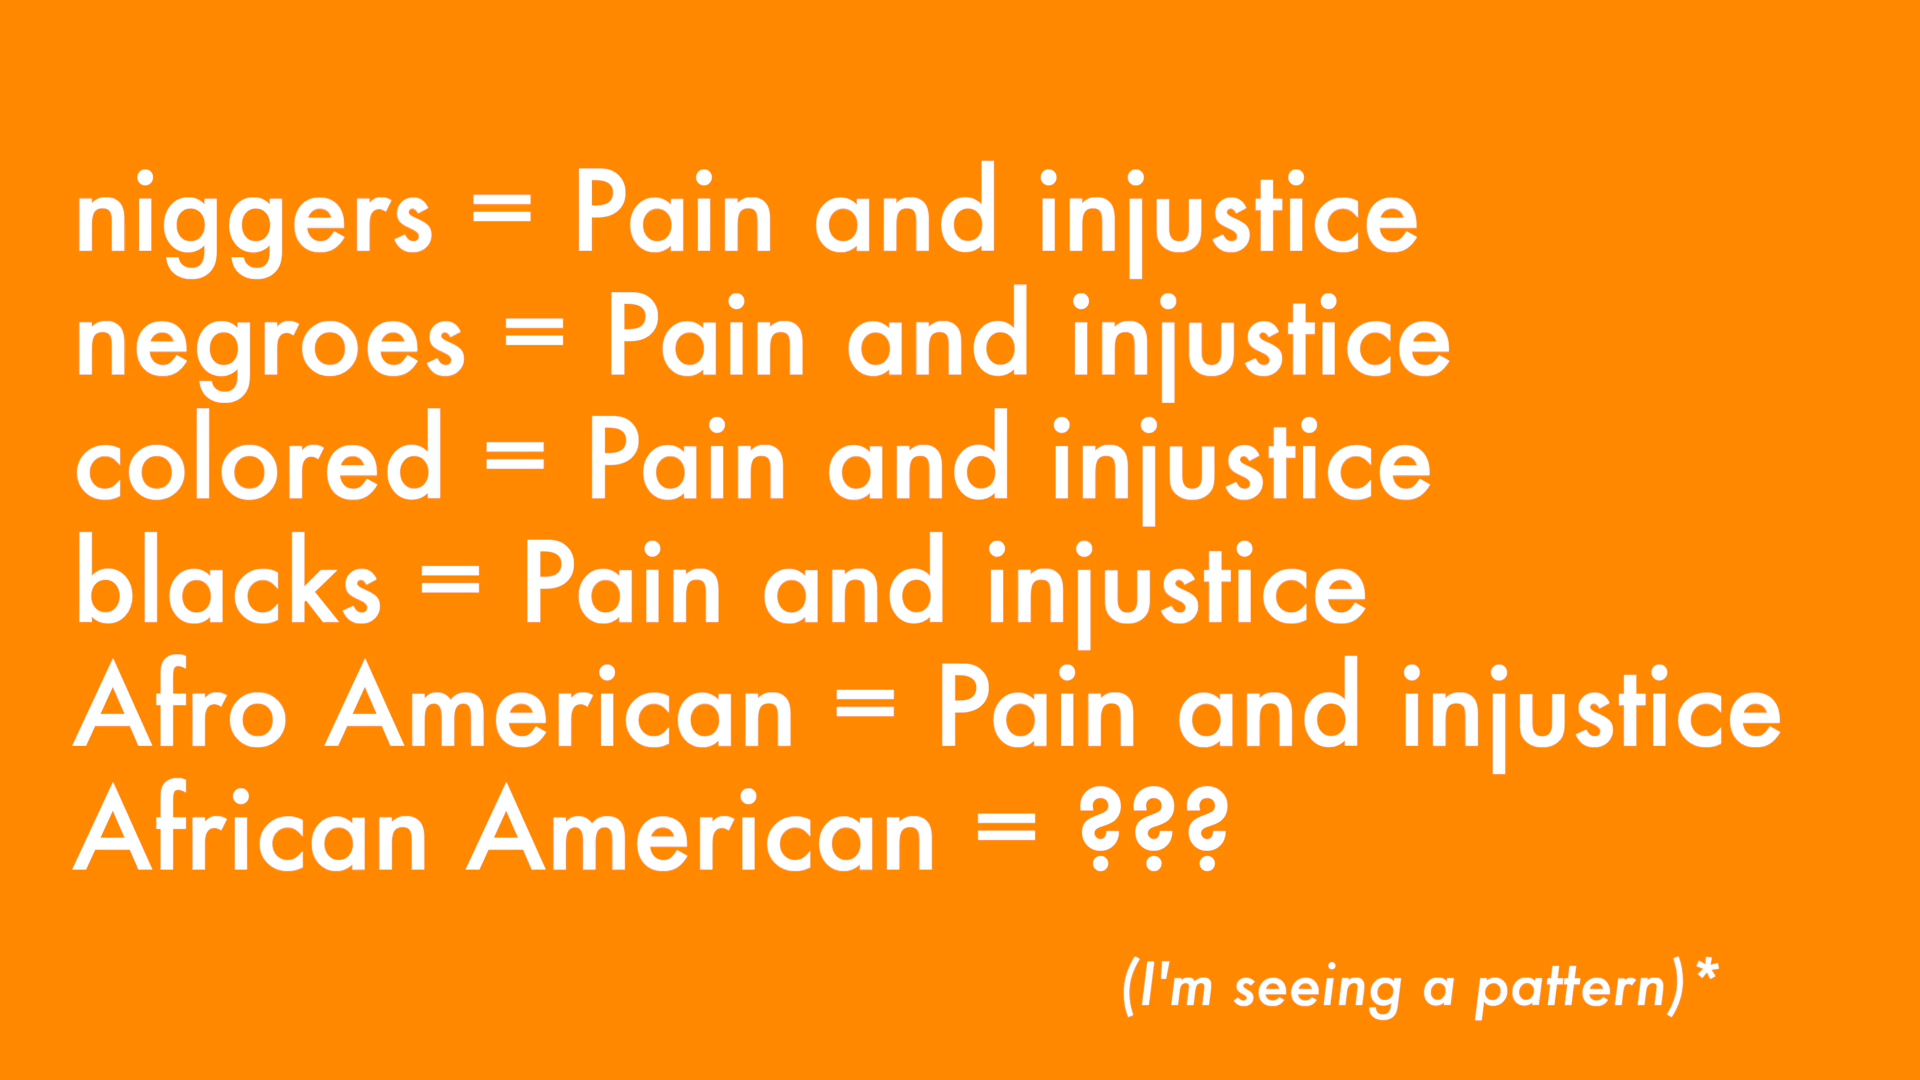 niggers = Pain and injustice
negroes = Pain and injustice
colored = Pain and injustice
blacks = Pain and injustice
Afro American = Pain and injustice
African American = ???
(I'm seeing a pattern)*